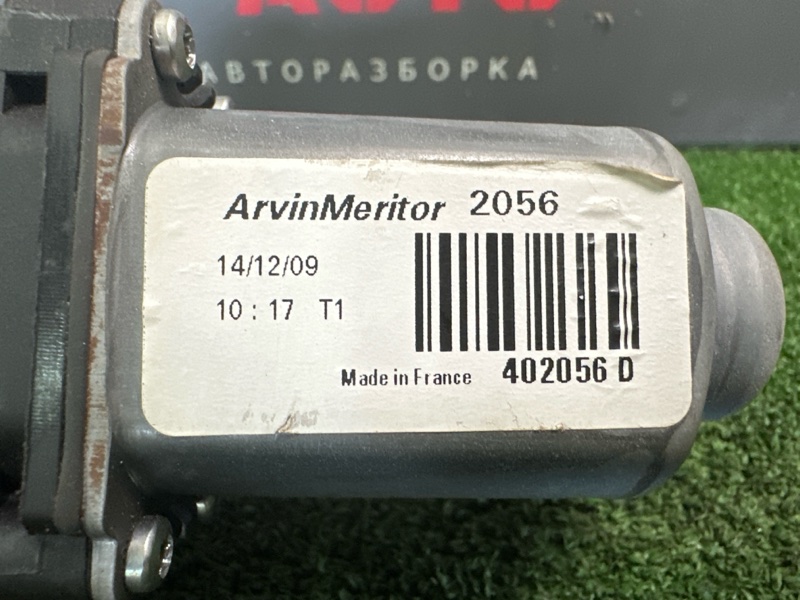 АВТОРАЗБОРКА
ArvinMeritor 2056
14/12/09
10 : 17 T1
Made in France 402056 D